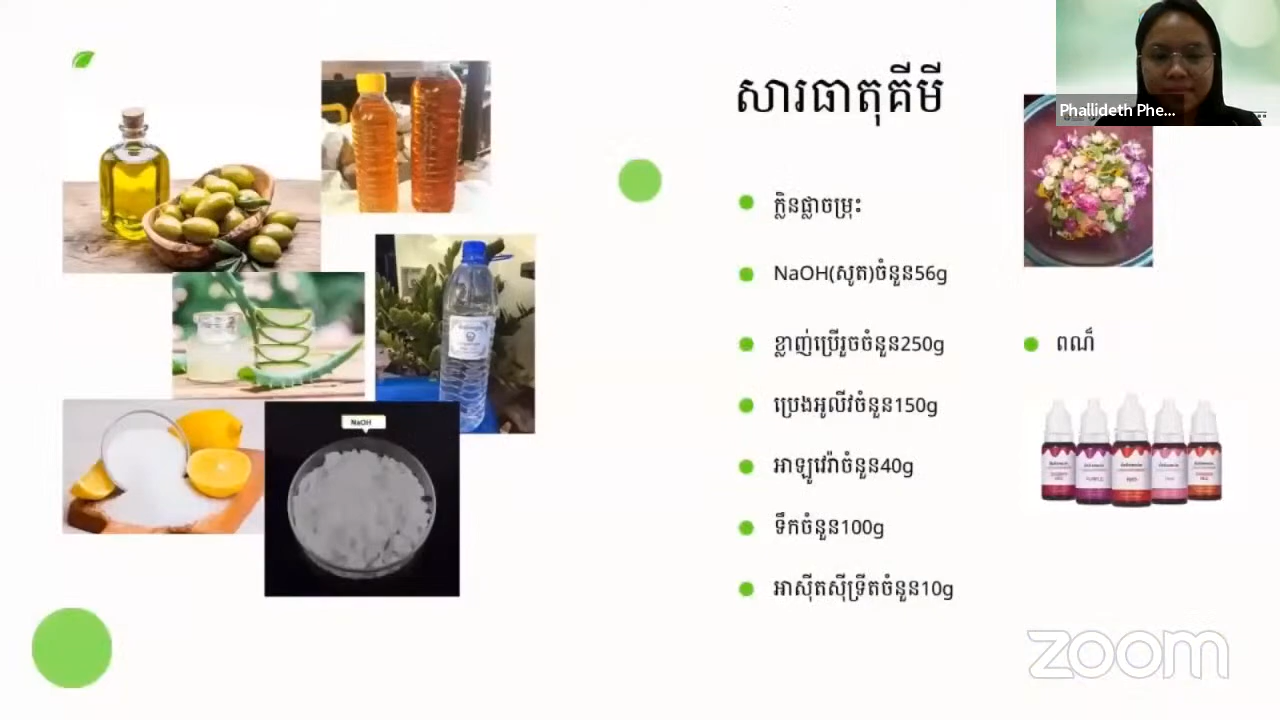 សារធាតុគីមី
Phallideth Phe...
ក្លិនផ្កាចម្រុះ
NaOH(សូត)ចំនួន56g
ខ្លាញ់ប្រើរួចចំនួន250g
ពណ៌
ប្រេងអូលីវចំនួន150g
អាឡូវេរ៉ាចំនួន40g
ទឹកចំនួន100g
អាស៊ីតស៊ីទ្រីតចំនួន10g
NaOH
zoom